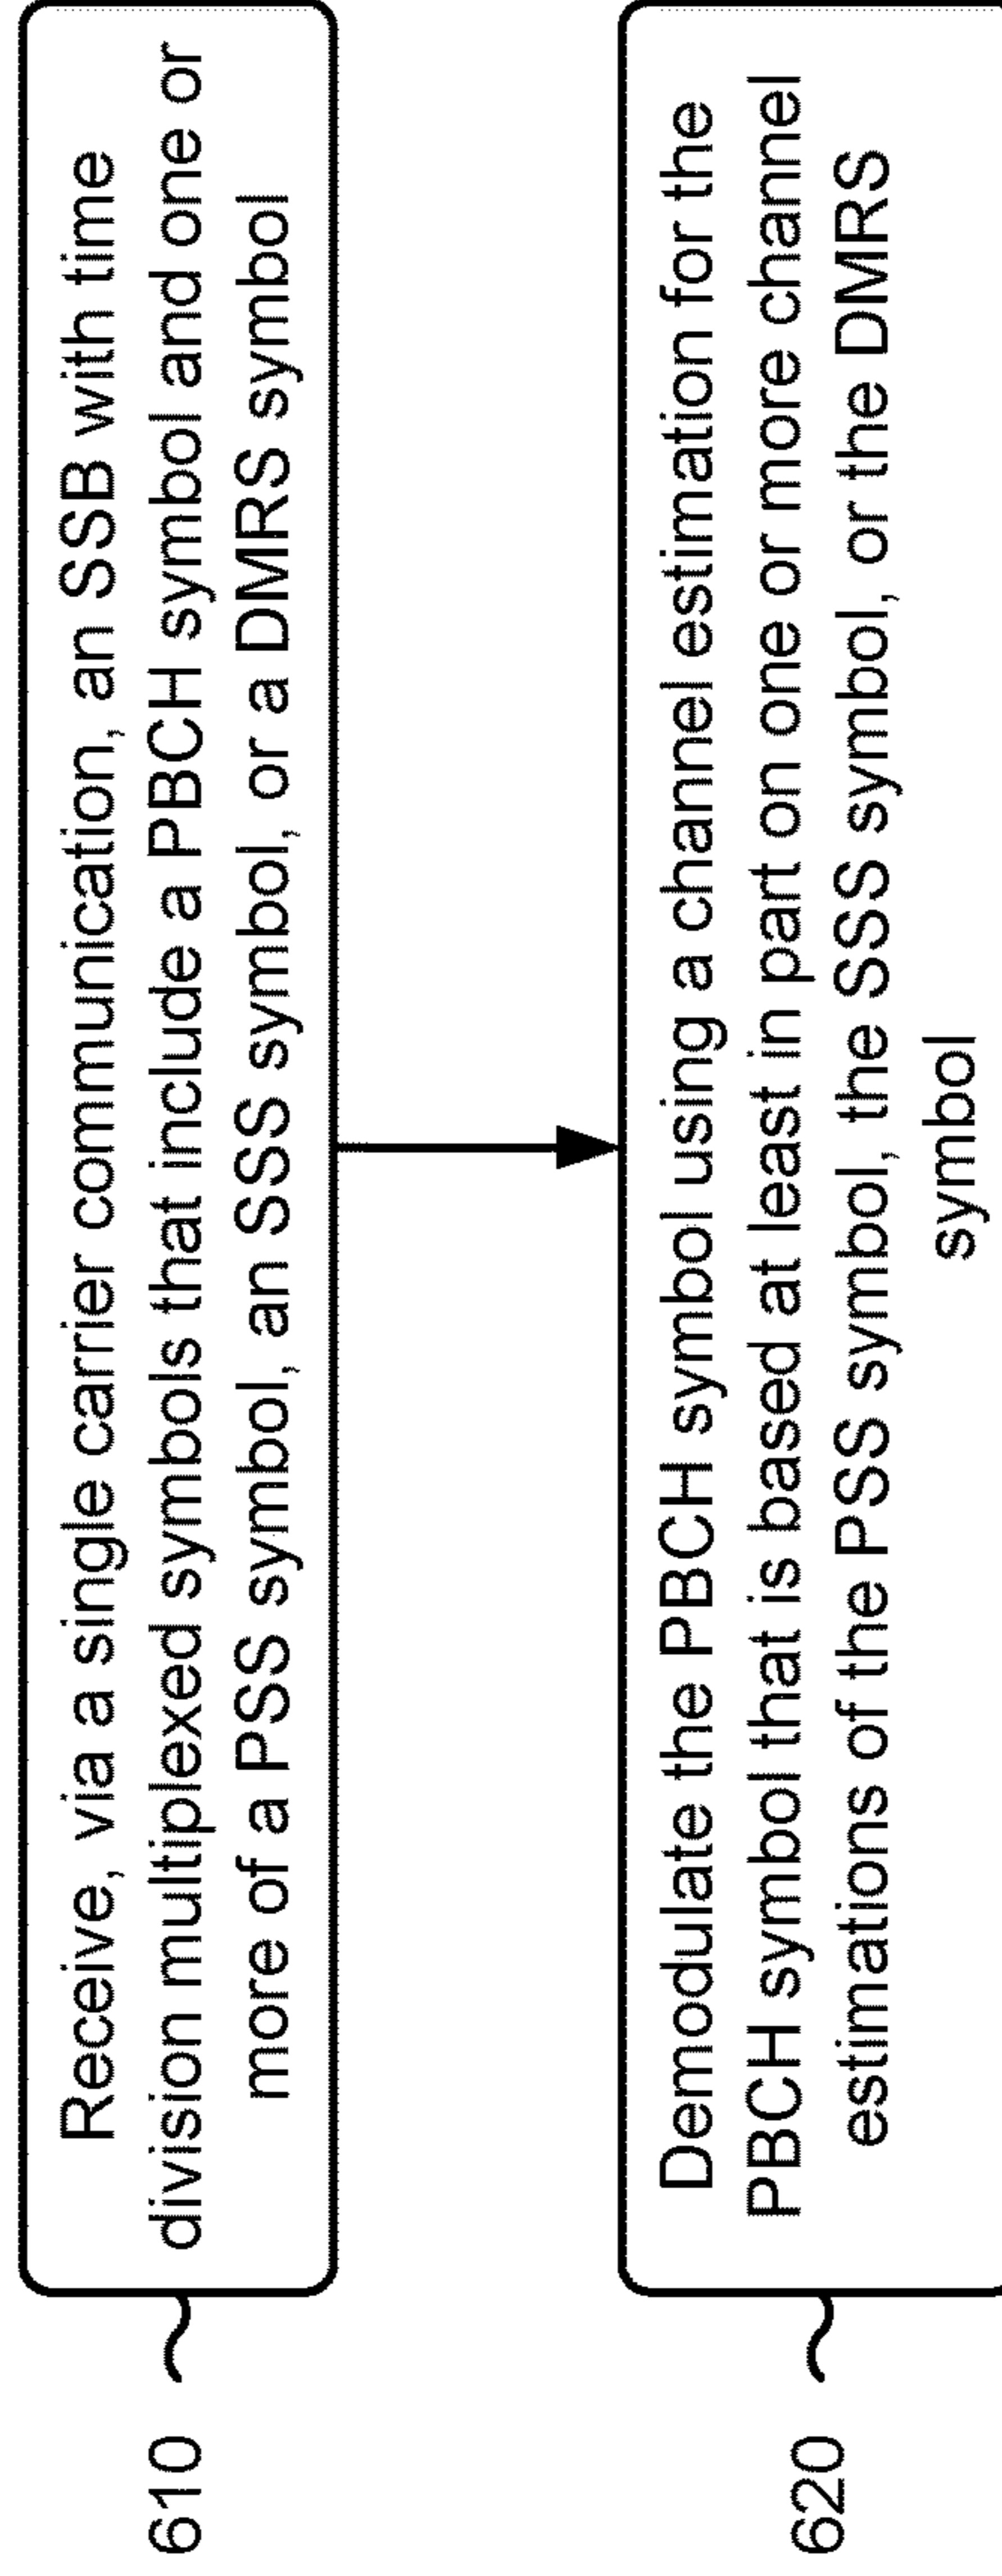 610
Receive, via a single carrier communication, an SSB with time
division multiplexed symbols that include a PBCH symbol and one or
more of a PSS symbol, an SSS symbol, or a DMRS symbol
620
Demodulate the PBCH symbol using a channel estimation for the
PBCH symbol that is based at least in part on one or more channel
estimations of the PSS symbol, the SSS symbol, or the DMRS
symbol